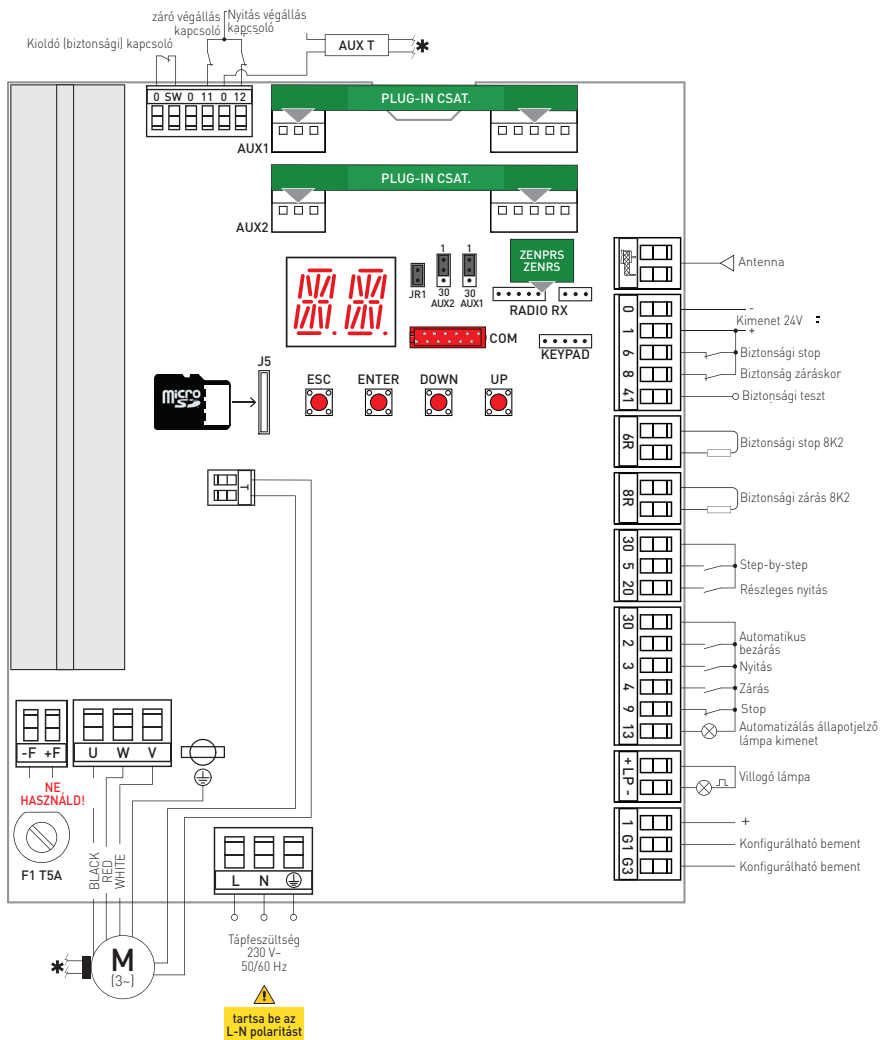 záró végállás
kapcsoló
Nyitás végállás
kapcsoló
Kioldó (biztonsági) kapcsoló
AUX T
*
0 SW 0 11 0 12
PLUG-IN CSAT.
AUX1
PLUG-IN CSAT.
AUX2
1
1
JR1
30
AUX2
30
AUX1
ZENPRS
ZENRS
RADIO RX
COM
KEYPAD
J5
micro
SD
ESC
ENTER
DOWN
UP
T
Antenna
0
1
6
8
41
-
Kimenet 24V
+
Biztonsági stop
Biztonság záráskor
Biztonsági teszt
6R
Biztonsági stop 8K2
8R
Biztonsági zárás 8K2
30
5
20
Step-by-step
Részleges nyitás
30
2
3
4
9
13
Automatikus
bezárás
Nyitás
Zárás
Stop
Automatizálás állapotjelző
lámpa kimenet
+ LP -
Villogó lámpa
1
G1
G3
+
Konfigurálható bement
Konfigurálható bement
-F +F
U W V
NE
HASZNÁLD!
F1 T5A
BLACK
RED
WHITE
L N
Tápfeszültség
230 V~
50/60 Hz
*
M
(3~)
tartsa be az
L-N polaritást